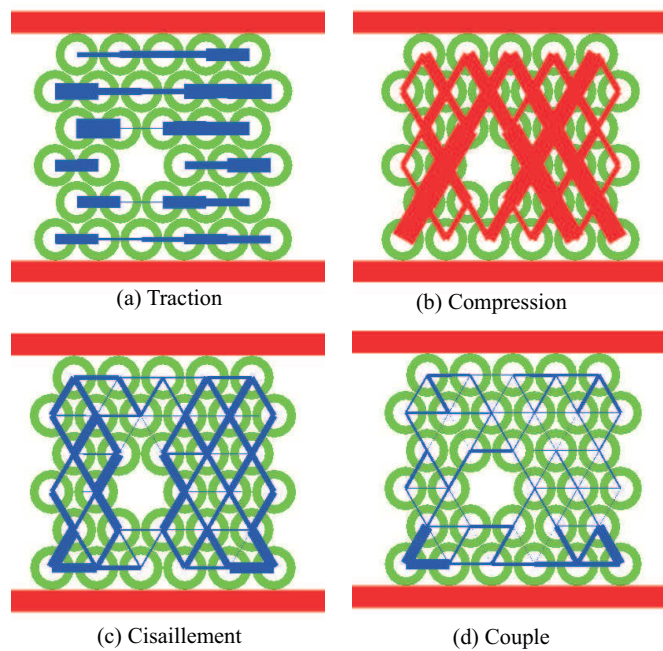 (a) Traction
(b) Compression
(c) Cisaillement
(d) Couple